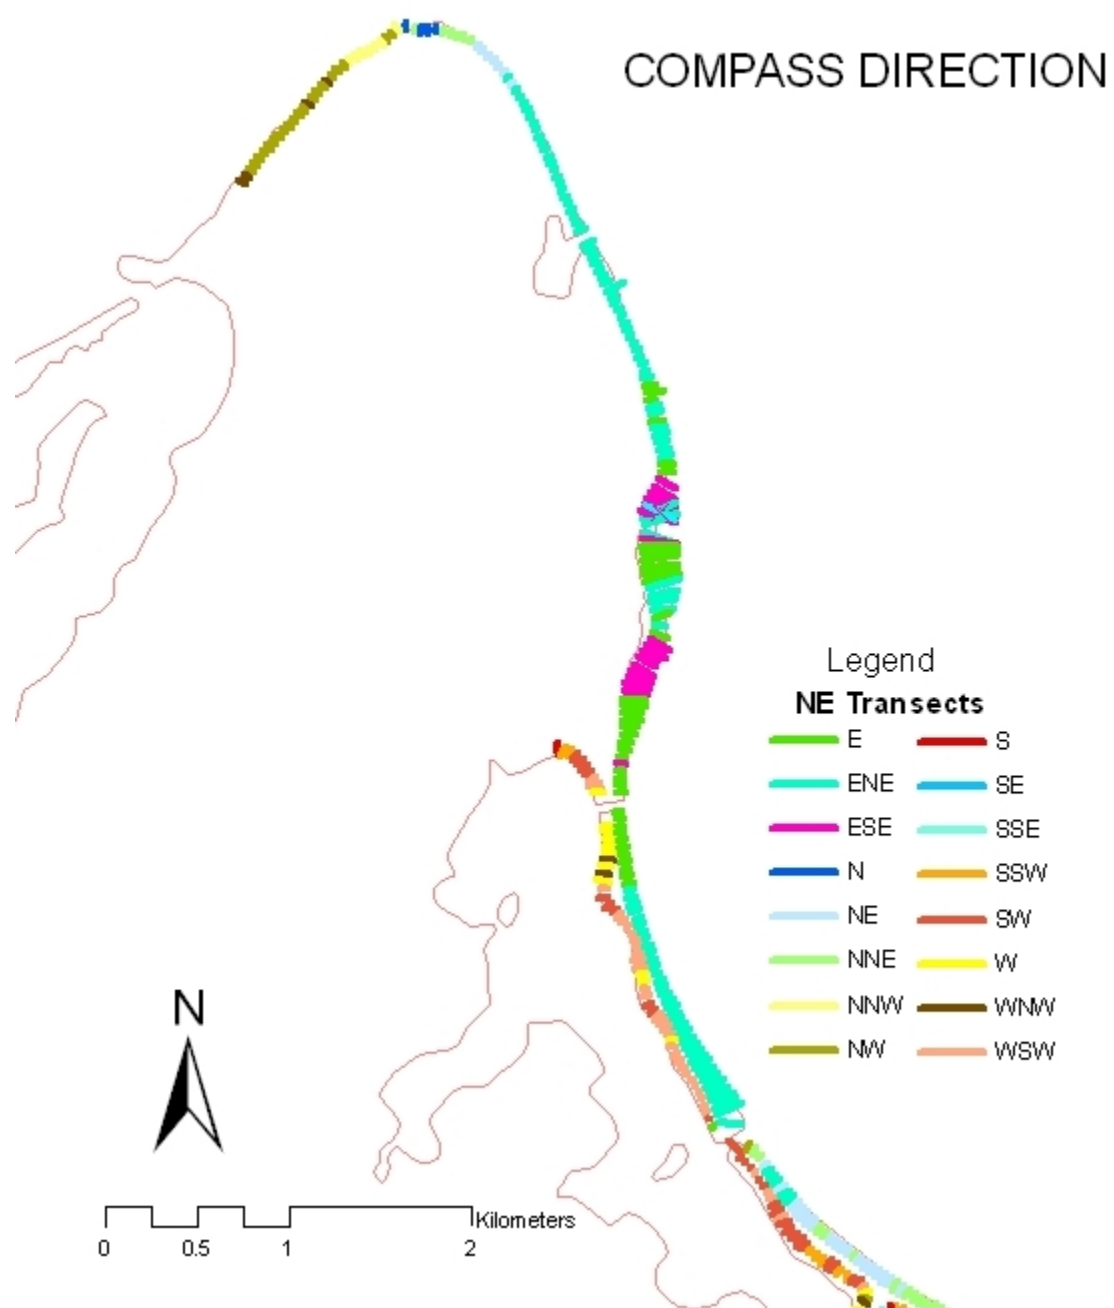 COMPASS DIRECTION
Legend
NE Transects
E S
ENE SE
ESE SSE
N SSW
NE SW
NNE W
NNW WNW
NW WSW
N
Kilometers
0 0.5 1 2